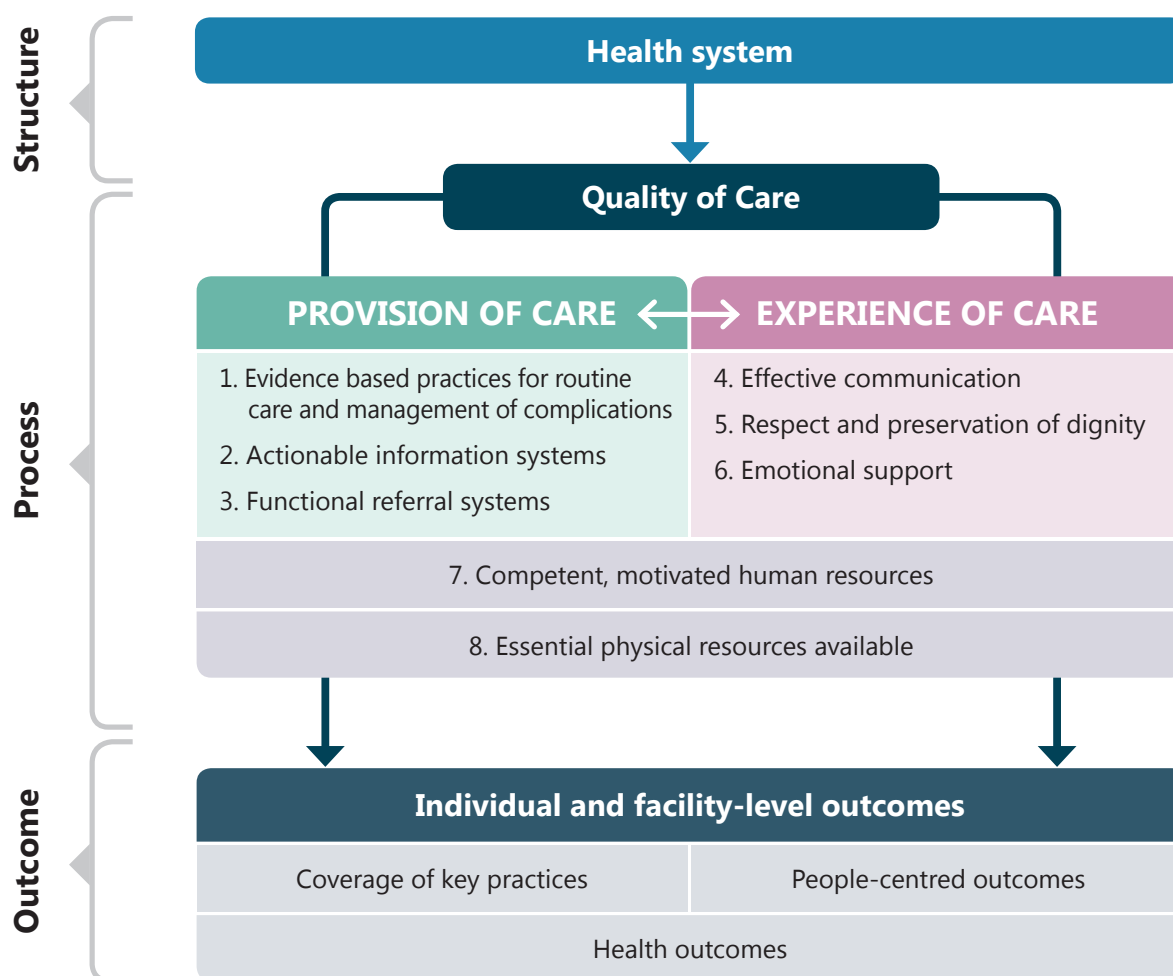 Structure
Health system
Process
Quality of Care
PROVISION OF CARE
EXPERIENCE OF CARE
1. Evidence based practices for routine
care and management of complications
2. Actionable information systems
3. Functional referral systems
4. Effective communication
5. Respect and preservation of dignity
6. Emotional support
7. Competent, motivated human resources
8. Essential physical resources available
Outcome
Individual and facility-level outcomes
Coverage of key practices
People-centred outcomes
Health outcomes